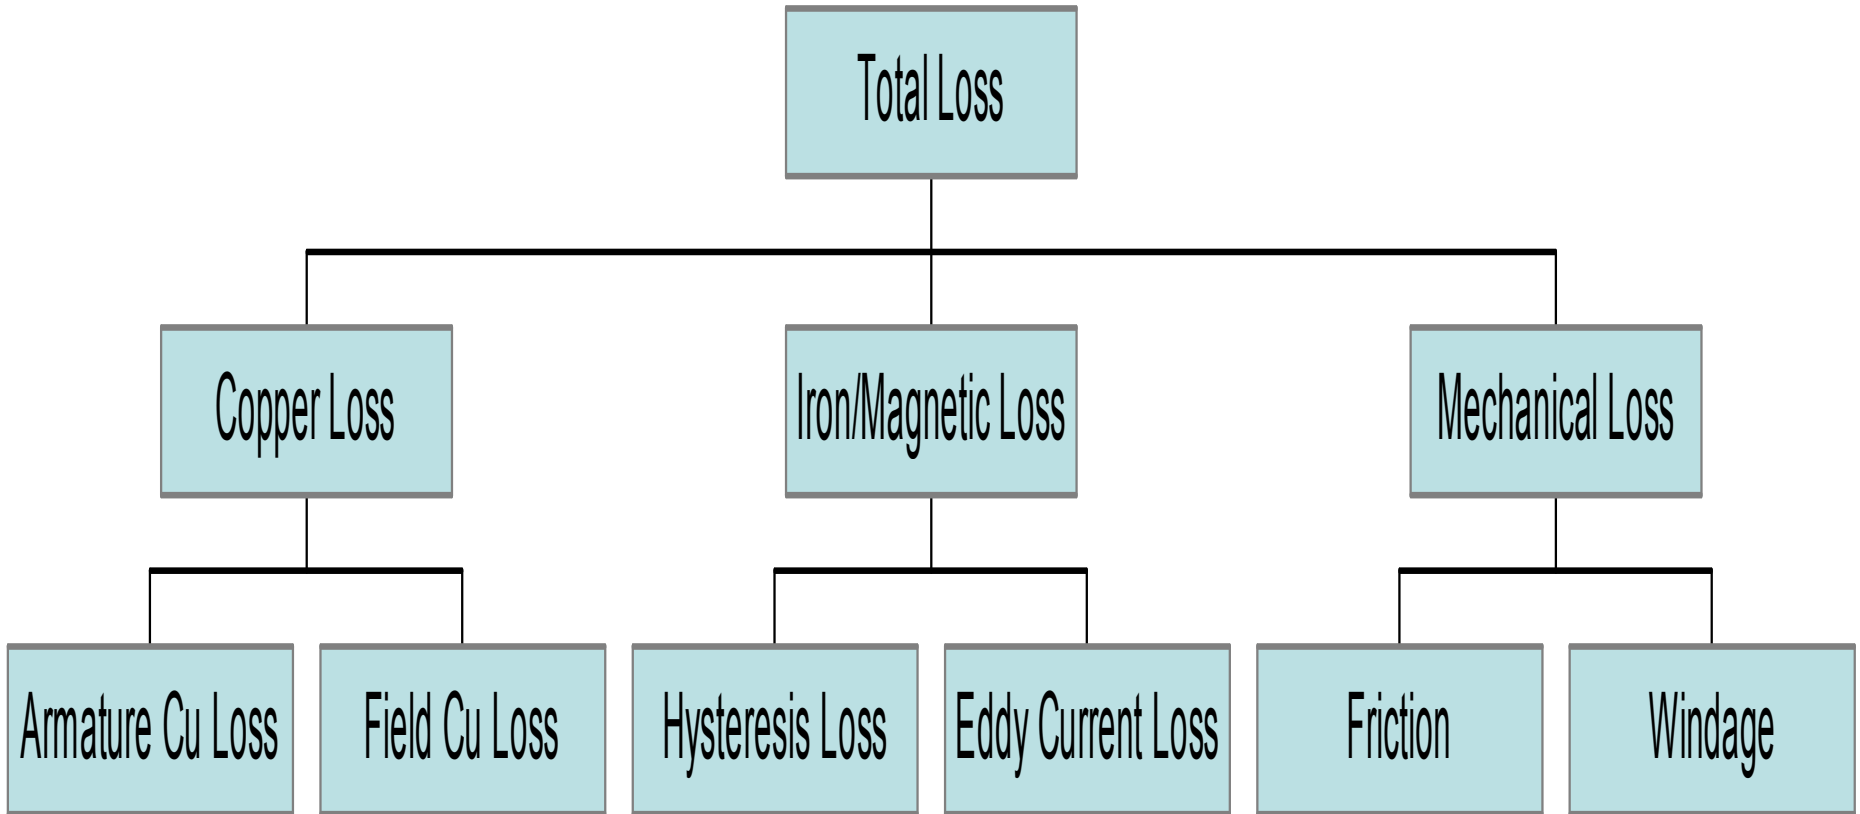 Total Loss
Copper Loss
Iron/Magnetic Loss
Mechanical Loss
Armature Cu Loss
Field Cu Loss
Hysteresis Loss
Eddy Current Loss
Friction
Windage